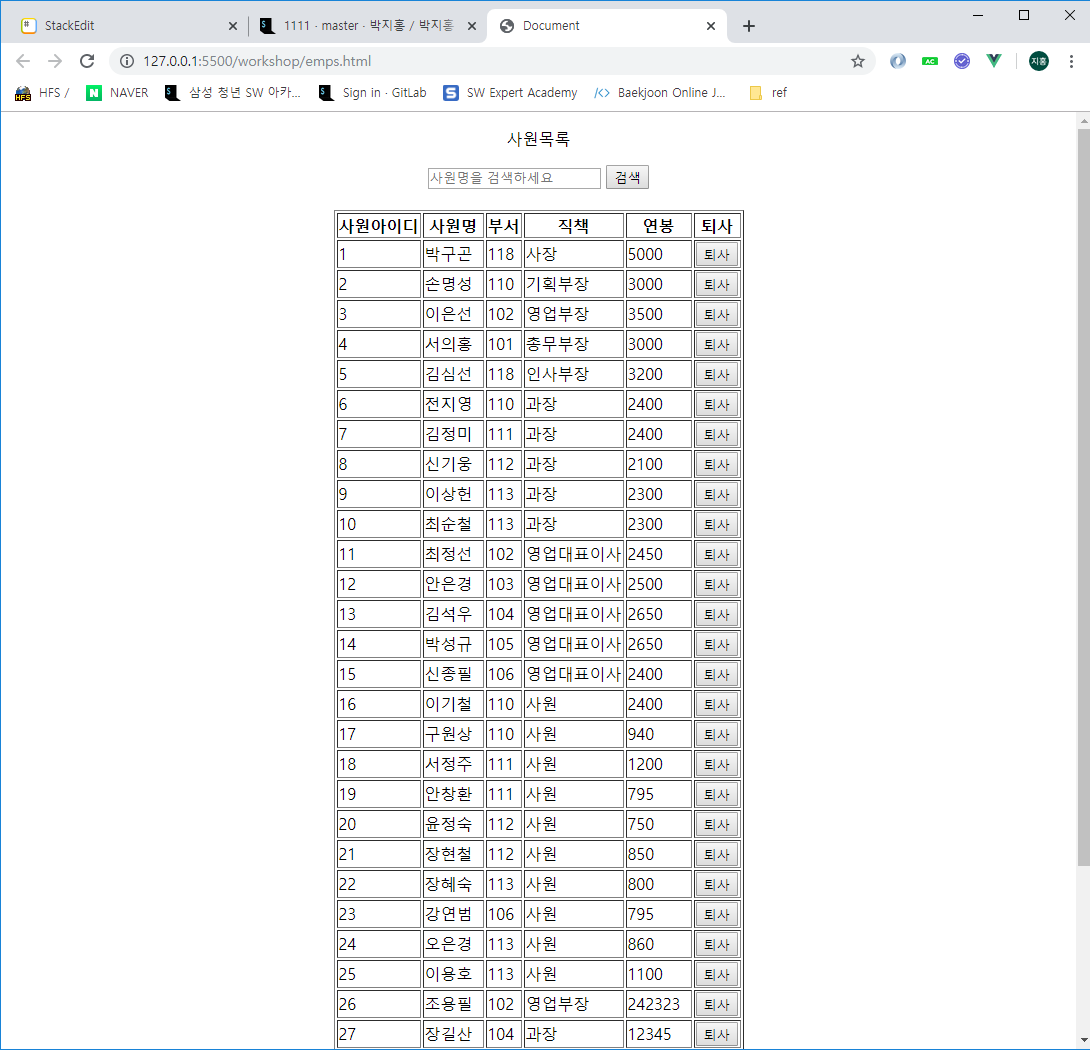 StackEdit 1111 · master · 박지홍 / 박지홍 Document
127.0.0.1:5500/workshop/emps.html AC 지홍
HFS / NAVER 삼성 청년 SW 아카... Sign in · GitLab SW Expert Academy Baekjoon Online J... ref
사원목록
사원명을 검색하세요 검색
사원아이디 사원명 부서 직책 연봉 퇴사
1 박구곤 118 사장 5000 퇴사
2 손명성 110 기획부장 3000 퇴사
3 이은선 102 영업부장 3500 퇴사
4 서의홍 101 종무부장 3000 퇴사
5 김심선 118 인사부장 3200 퇴사
6 전지영 110 과장 2400 퇴사
7 김정미 111 과장 2400 퇴사
8 신기웅 112 과장 2100 퇴사
9 이상헌 113 과장 2300 퇴사
10 최순철 113 과장 2300 퇴사
11 최정선 102 영업대표이사 2450 퇴사
12 안은경 103 영업대표이사 2500 퇴사
13 김석우 104 영업대표이사 2650 퇴사
14 박성규 105 영업대표이사 2650 퇴사
15 신종필 106 영업대표이사 2400 퇴사
16 이기철 110 사원 2400 퇴사
17 구원상 110 사원 940 퇴사
18 서정주 111 사원 1200 퇴사
19 안창환 111 사원 795 퇴사
20 윤정숙 112 사원 750 퇴사
21 장현철 112 사원 850 퇴사
22 장혜숙 113 사원 800 퇴사
23 강연범 106 사원 795 퇴사
24 오은경 113 사원 860 퇴사
25 이용호 113 사원 1100 퇴사
26 조용필 102 영업부장 242323 퇴사
27 장길산 104 과장 12345 퇴사